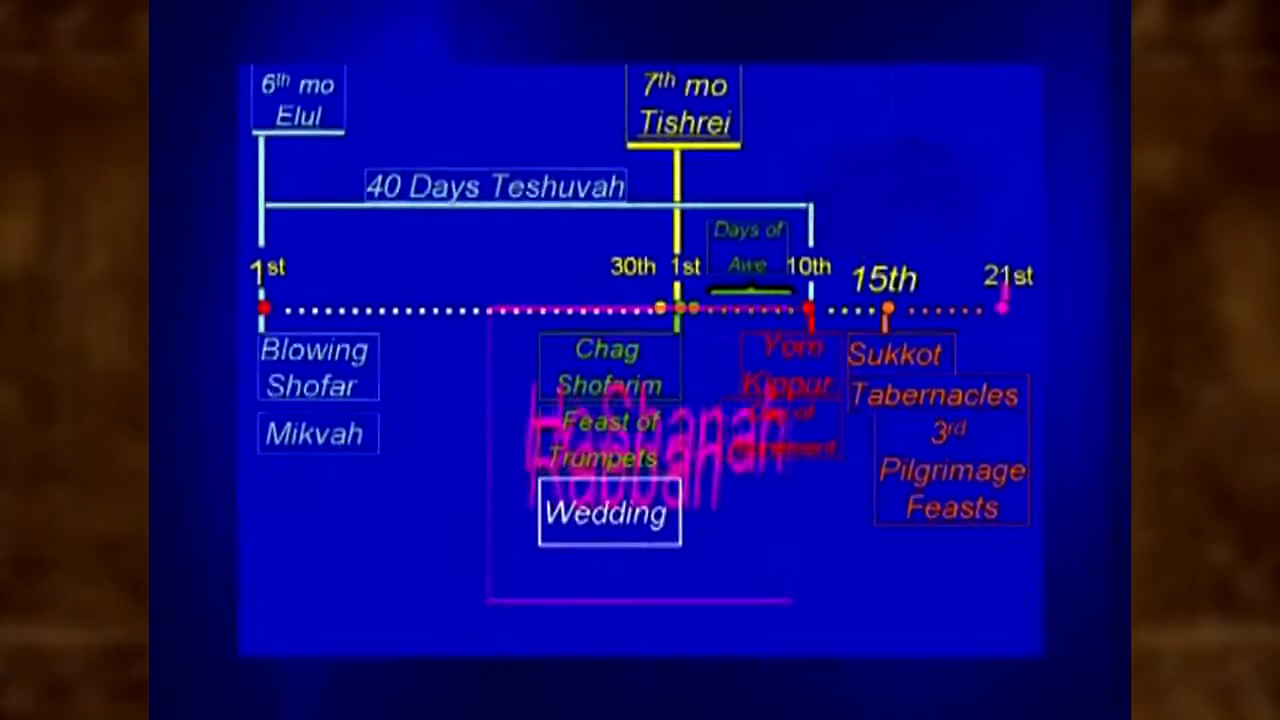 6th mo
Elul
7th mo
Tishrei
40 Days Teshuvah
Days of
Awe
1st
30th
1st
10th
15th
21st
Blowing
Shofar
Mikvah
Chag
Shofarim
Feast of
Trumpets
Wedding
Yom
Kippur
Sukkot
Tabernacles
3rd
Pilgrimage
Feasts